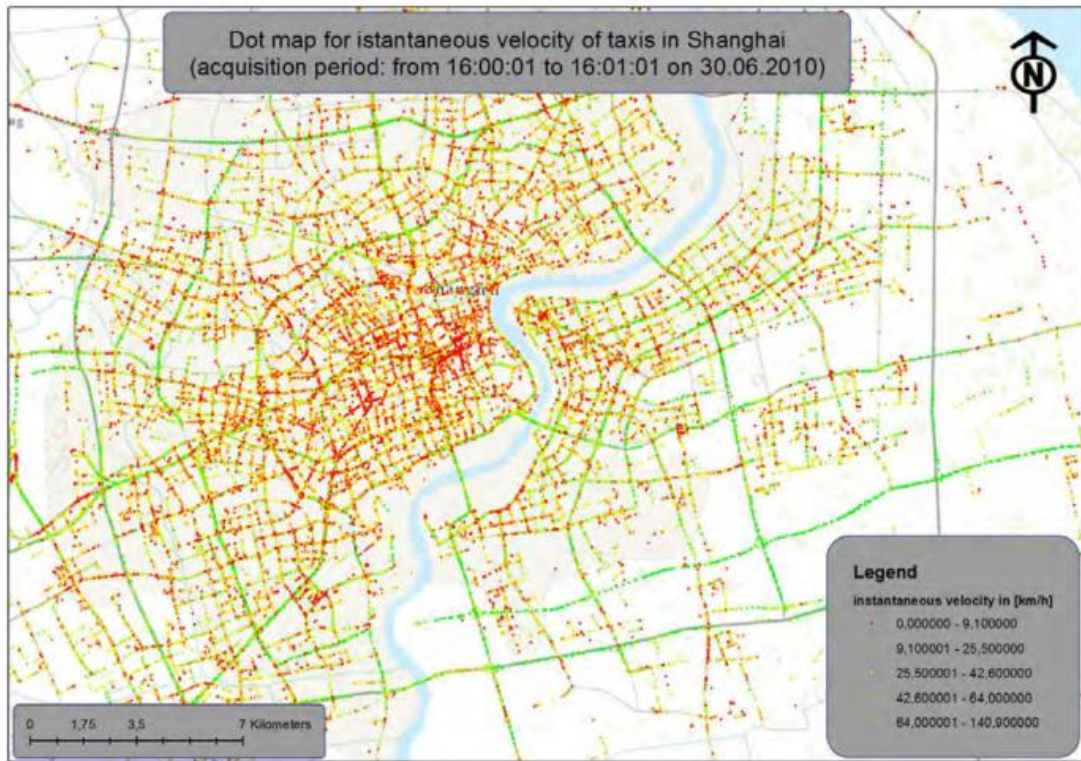 Dot map for istantaneous velocity of taxis in Shanghai
(acquisition period: from 16:00:01 to 16:01:01 on 30.06.2010)
N
Legend
instantaneous velocity in [km/h]
0,000000 - 9,100000
9,100001 - 25,500000
25,500001 - 42,600000
42,600001 - 64,000000
64,000001 - 140,900000
0 1,75 3,5 7 Kilometers